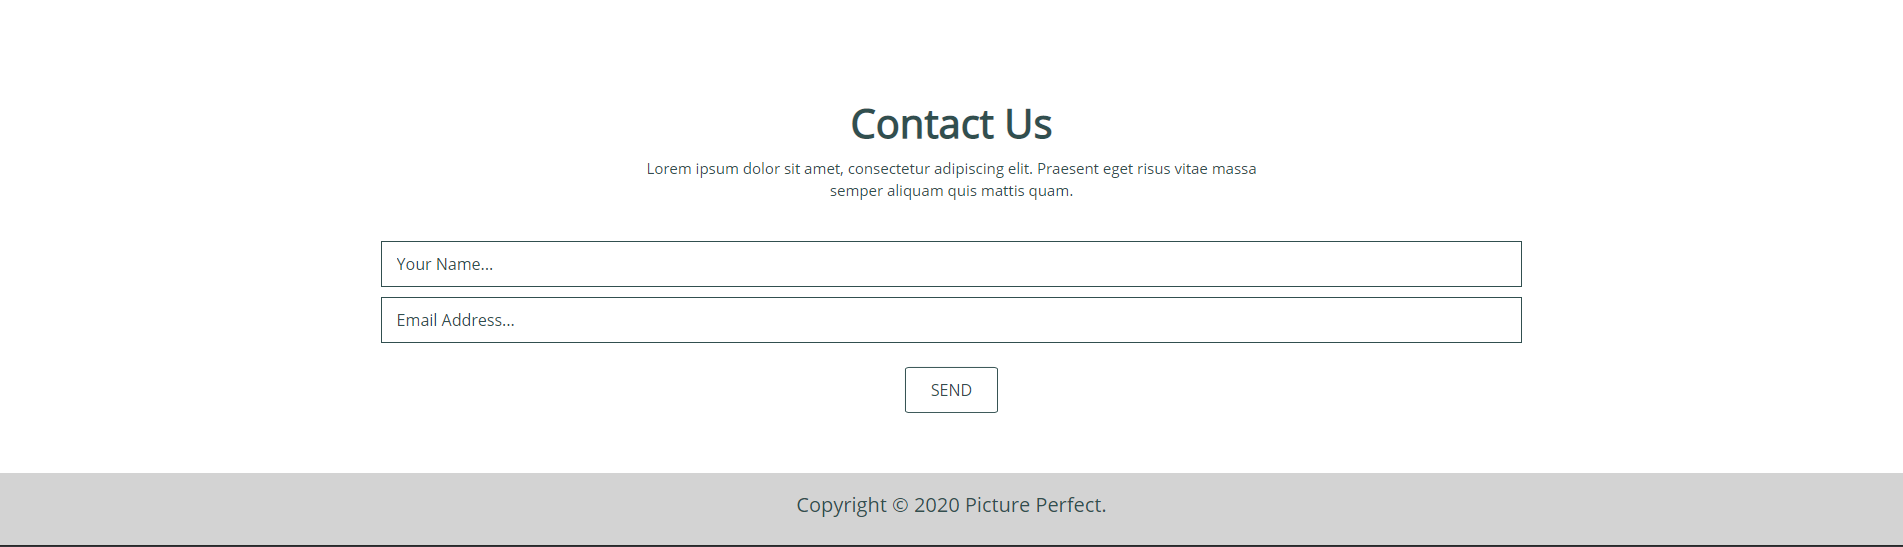 Contact Us
Lorem ipsum dolor sit amet, consectetur adipiscing elit. Praesent eget risus vitae massa
semper aliquam quis mattis quam.
Your Name...
Email Address...
SEND
Copyright © 2020 Picture Perfect.